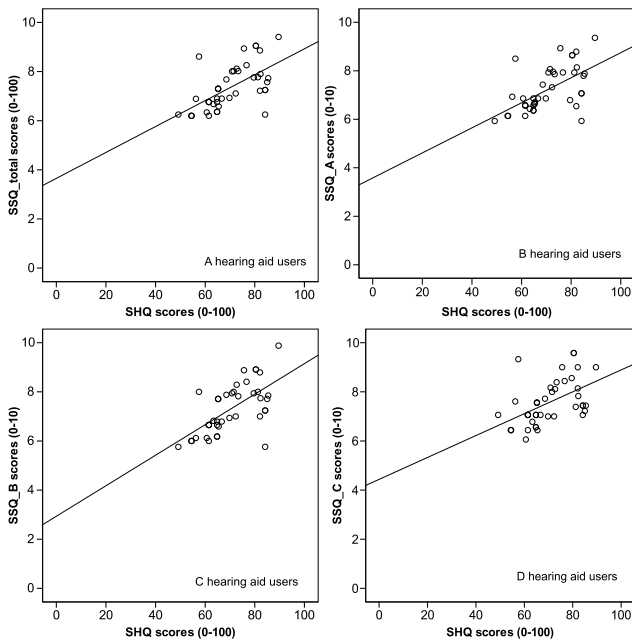 SSQ_total scores (0-100)
10
8
6
4
2
0
A hearing aid users
0 20 40 60 80 100
SHQ scores (0-100)
SSQ_A scores (0-10)
10
8
6
4
2
0
B hearing aid users
0 20 40 60 80 100
SHQ scores (0-100)
SSQ_B scores (0-10)
10
8
6
4
2
0
C hearing aid users
0 20 40 60 80 100
SHQ scores (0-100)
SSQ_C scores (0-10)
10
8
6
4
2
0
D hearing aid users
0 20 40 60 80 100
SHQ scores (0-100)